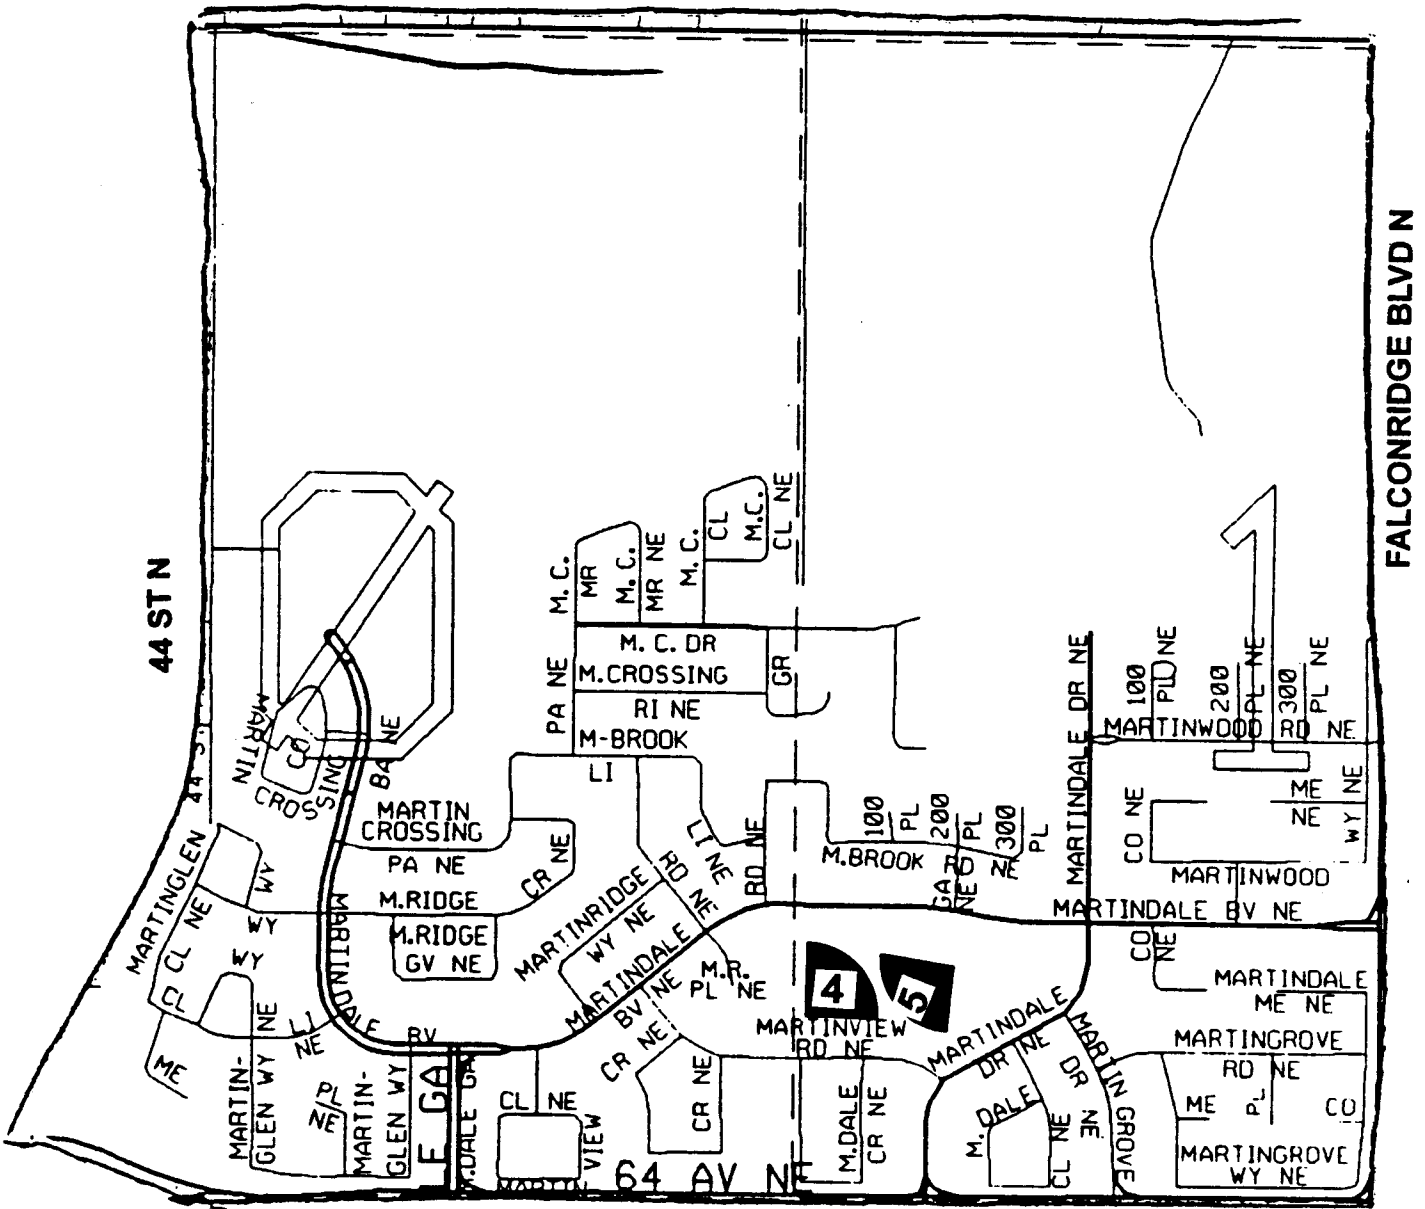 FALCONRIDGE BLVD N
44 ST N
M. C.
MR
M. C.
MR NE
M. C.
CL
M.C.
CL NE
M. C. DR
M.CROSSING
GR
PA NE
RI NE
M-BROOK
LI
MARTIN
CROSSING
CO
BA NE
MARTIN
CROSSING
PA NE
CR NE
M.RIDGE
M.RIDGE
GV NE
MARTINRIDGE
WY NE
RD NE
LI NE
RD NE
M.BROOK RD NE
100
PL
200
PL
300
PL
GA
NE
MARTINDALE DR NE
100
PL NE
200
PL NE
300
PL NE
MARTINWOOD RD NE
1
ME
NE
CO NE
WY NE
MARTINWOOD
MARTINDALE BV NE
CO
NE
MARTINDALE
ME NE
MARTINGROVE
RD NE
ME
PL
CO
MARTINGROVE
WY NE
MARTIN GROVE
DR NE
MARTINDALE
DR NE
M. DALE
CL NE
4
5
MARTINVIEW
RD NE
M.DALE
CR NE
M.R.
PL NE
MARTINDALE
BV NE
CR NE
CR NE
MARTINGLEN
WY
WY
CL NE
WY
CL
NE
LI
NE
ME
MARTINDALE BV
MARTIN-
GLEN WY
PL
NE
MARTIN-
GLEN WY
E GA
M.DALE GA
CL NE
VIEW
MARTIN
64 AV NE